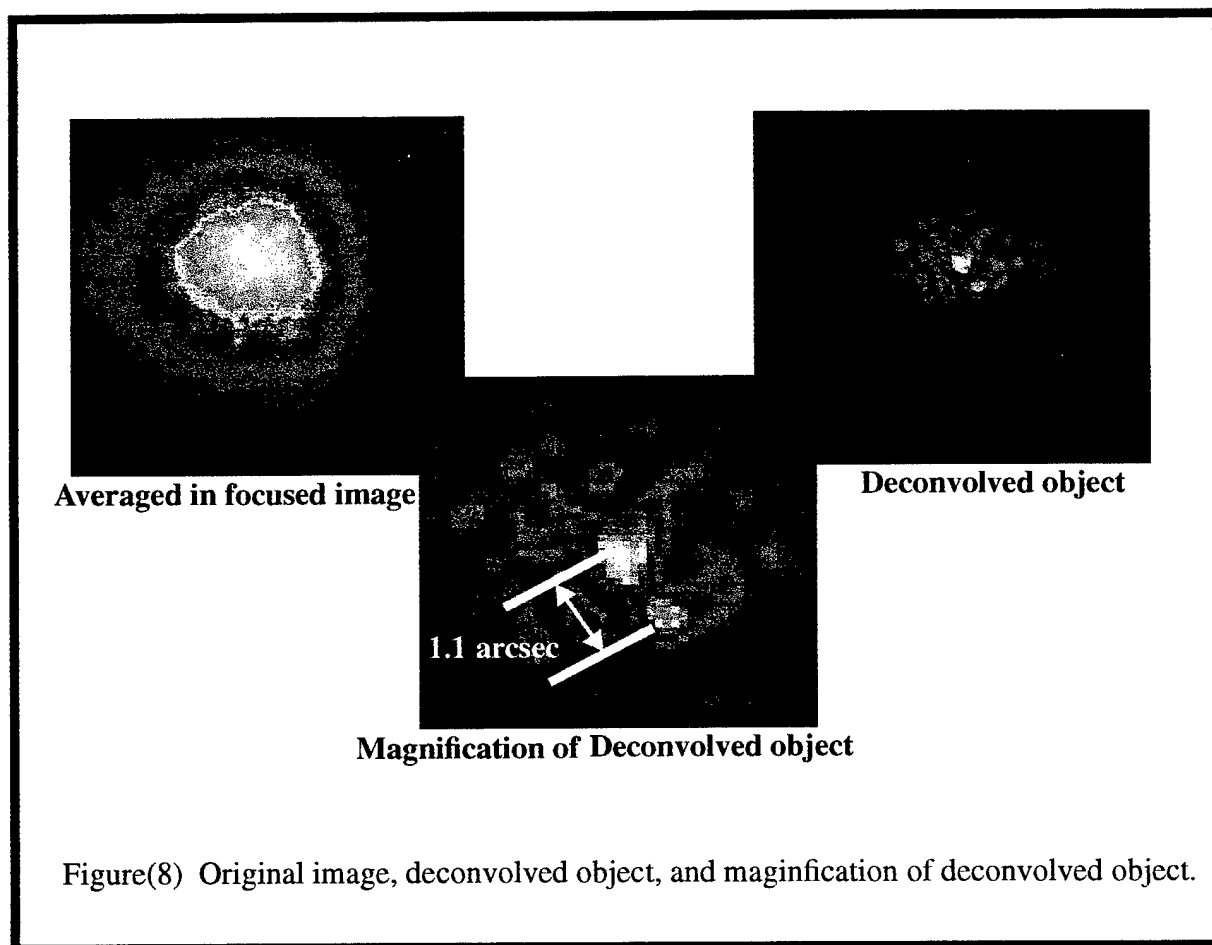 Averaged in focused image
Deconvolved object
1.1 arcsec
Magnification of Deconvolved object
Figure(8) Original image, deconvolved object, and maginfication of deconvolved object.